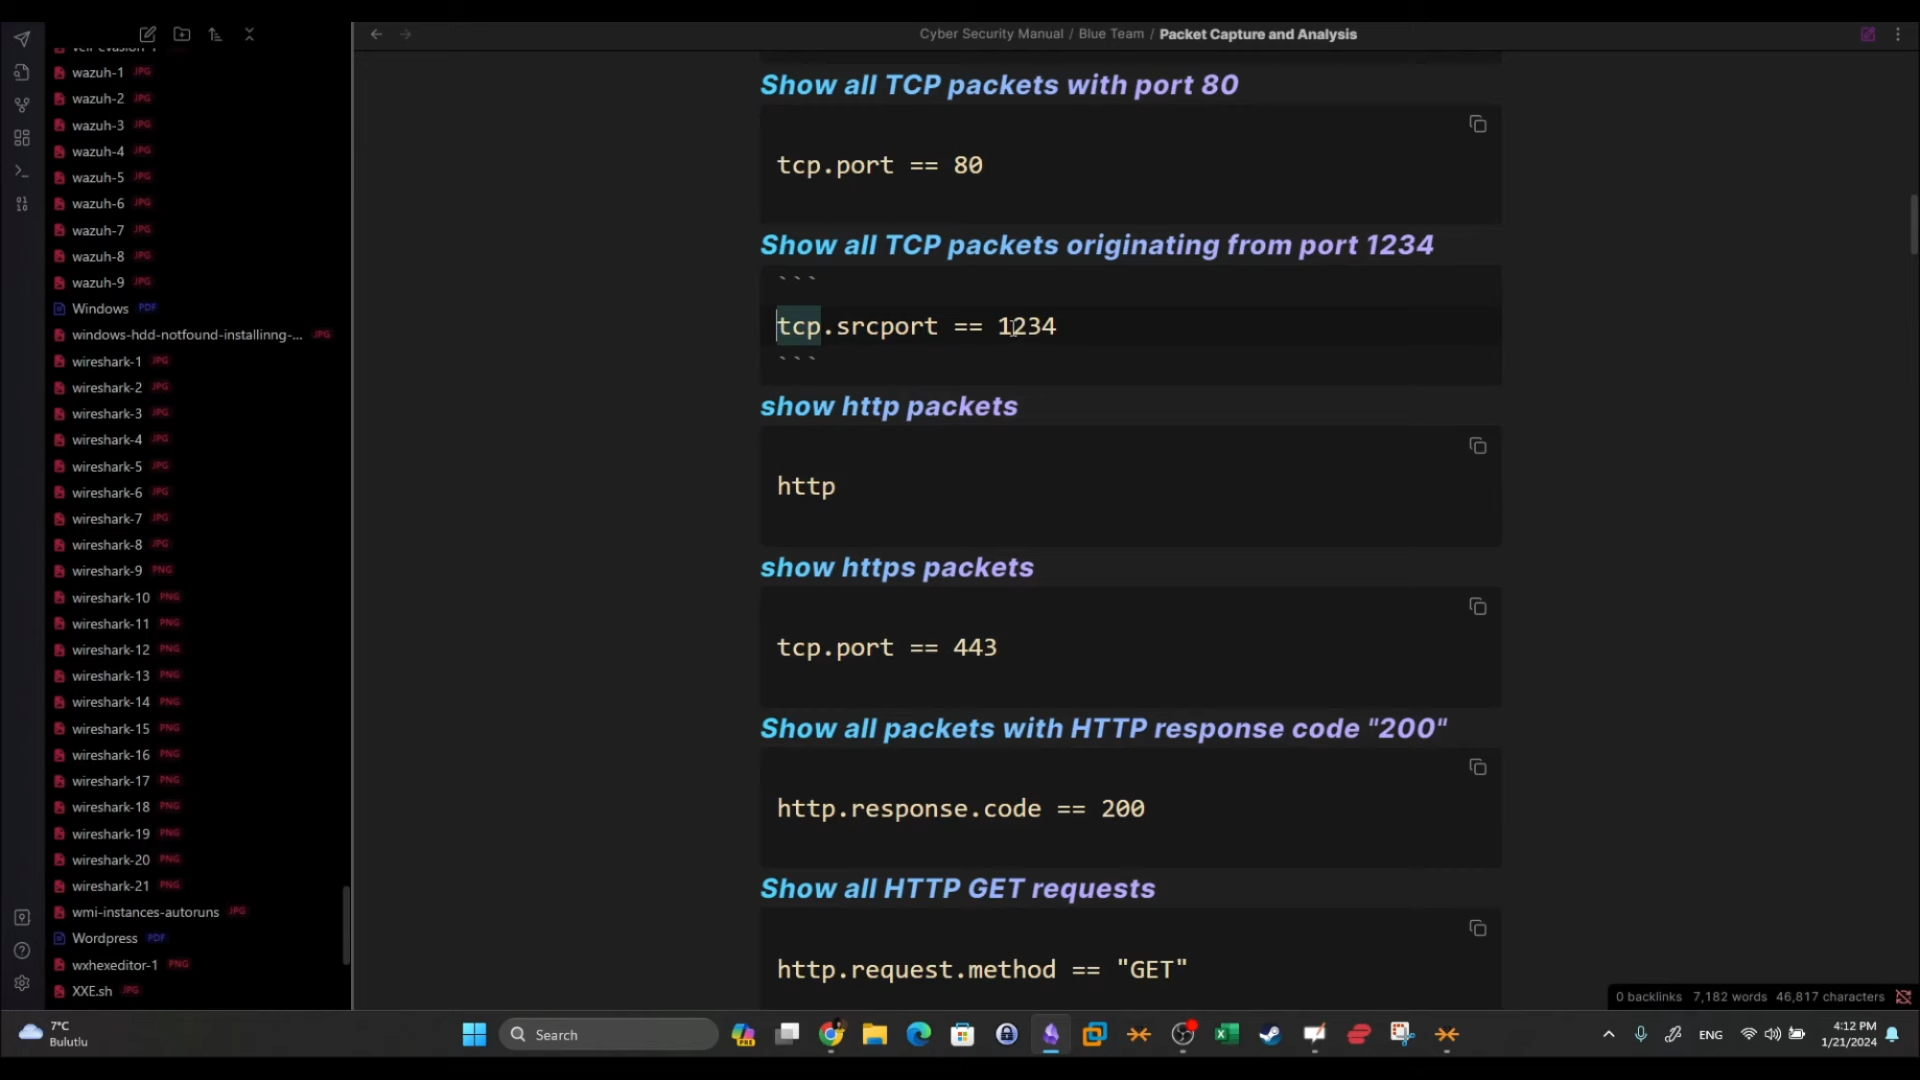 Cyber Security Manual / Blue Team / Packet Capture and Analysis
wazuh-1 JPG
wazuh-2 JPG
wazuh-3 JPG
wazuh-4 JPG
wazuh-5 JPG
wazuh-6 JPG
wazuh-7 JPG
wazuh-8 JPG
wazuh-9 JPG
Windows PDF
windows-hdd-notfound-installinng-... JPG
wireshark-1 JPG
wireshark-2 JPG
wireshark-3 JPG
wireshark-4 JPG
wireshark-5 JPG
wireshark-6 JPG
wireshark-7 JPG
wireshark-8 JPG
wireshark-9 PNG
wireshark-10 PNG
wireshark-11 PNG
wireshark-12 PNG
wireshark-13 PNG
wireshark-14 PNG
wireshark-15 PNG
wireshark-16 PNG
wireshark-17 PNG
wireshark-18 PNG
wireshark-19 PNG
wireshark-20 PNG
wireshark-21 PNG
wmi-instances-autoruns JPG
Wordpress PDF
wxhexeditor-1 PNG
XXE.sh JPG
Show all TCP packets with port 80
tcp.port == 80
Show all TCP packets originating from port 1234
```
tcp.srcport == 1234
```
show http packets
http
show https packets
tcp.port == 443
Show all packets with HTTP response code "200"
http.response.code == 200
Show all HTTP GET requests
http.request.method == "GET"
0 backlinks 7,182 words 46,817 characters
7°C
Bulutlu
Search
ENG
4:12 PM
1/21/2024